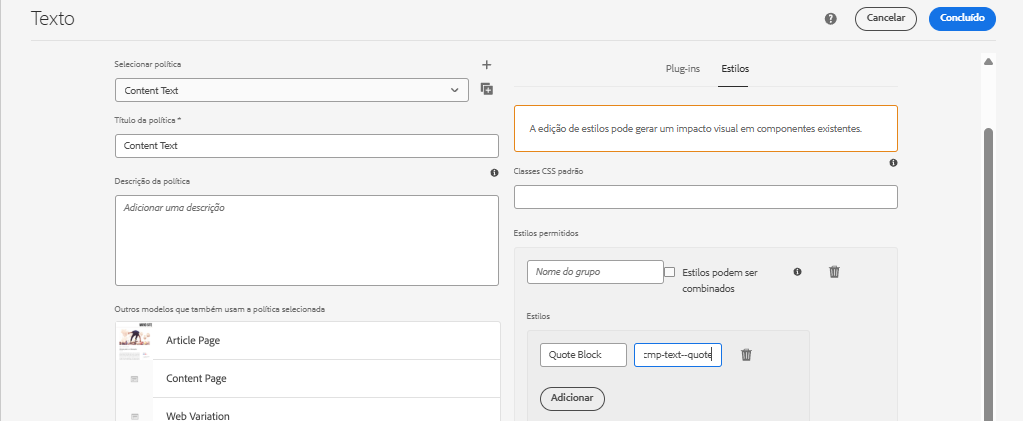 Texto
Cancelar
Concluído
Selecionar política
Content Text
Título da política *
Content Text
Descrição da política
Adicionar uma descrição
Outros modelos que também usam a política selecionada
Article Page
Content Page
Web Variation
Plug-ins
Estilos
A edição de estilos pode gerar um impacto visual em componentes existentes.
Classes CSS padrão
Estilos permitidos
Nome do grupo
Estilos podem ser
combinados
Estilos
Quote Block
cmp-text--quote
Adicionar